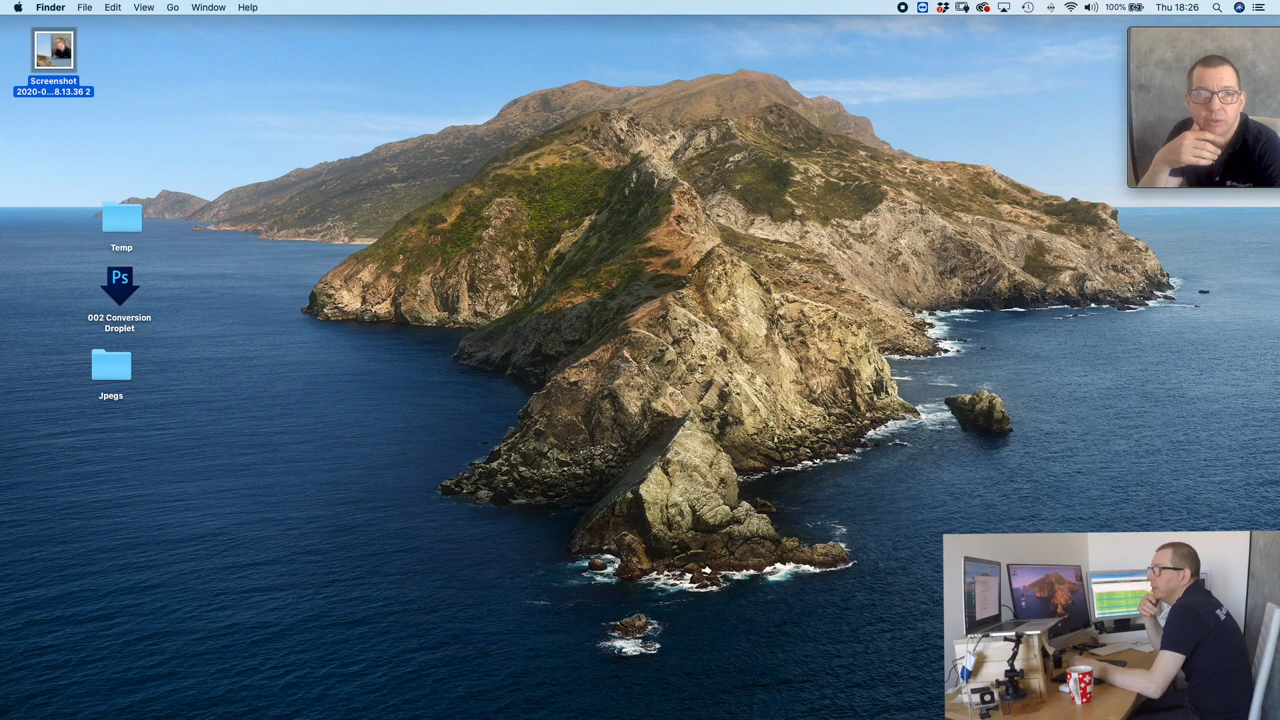 Finder File Edit View Go Window Help
100% Thu 18:26
Screenshot
2020-0...8.13.36 2
Temp
Ps
002 Conversion
Droplet
Jpegs